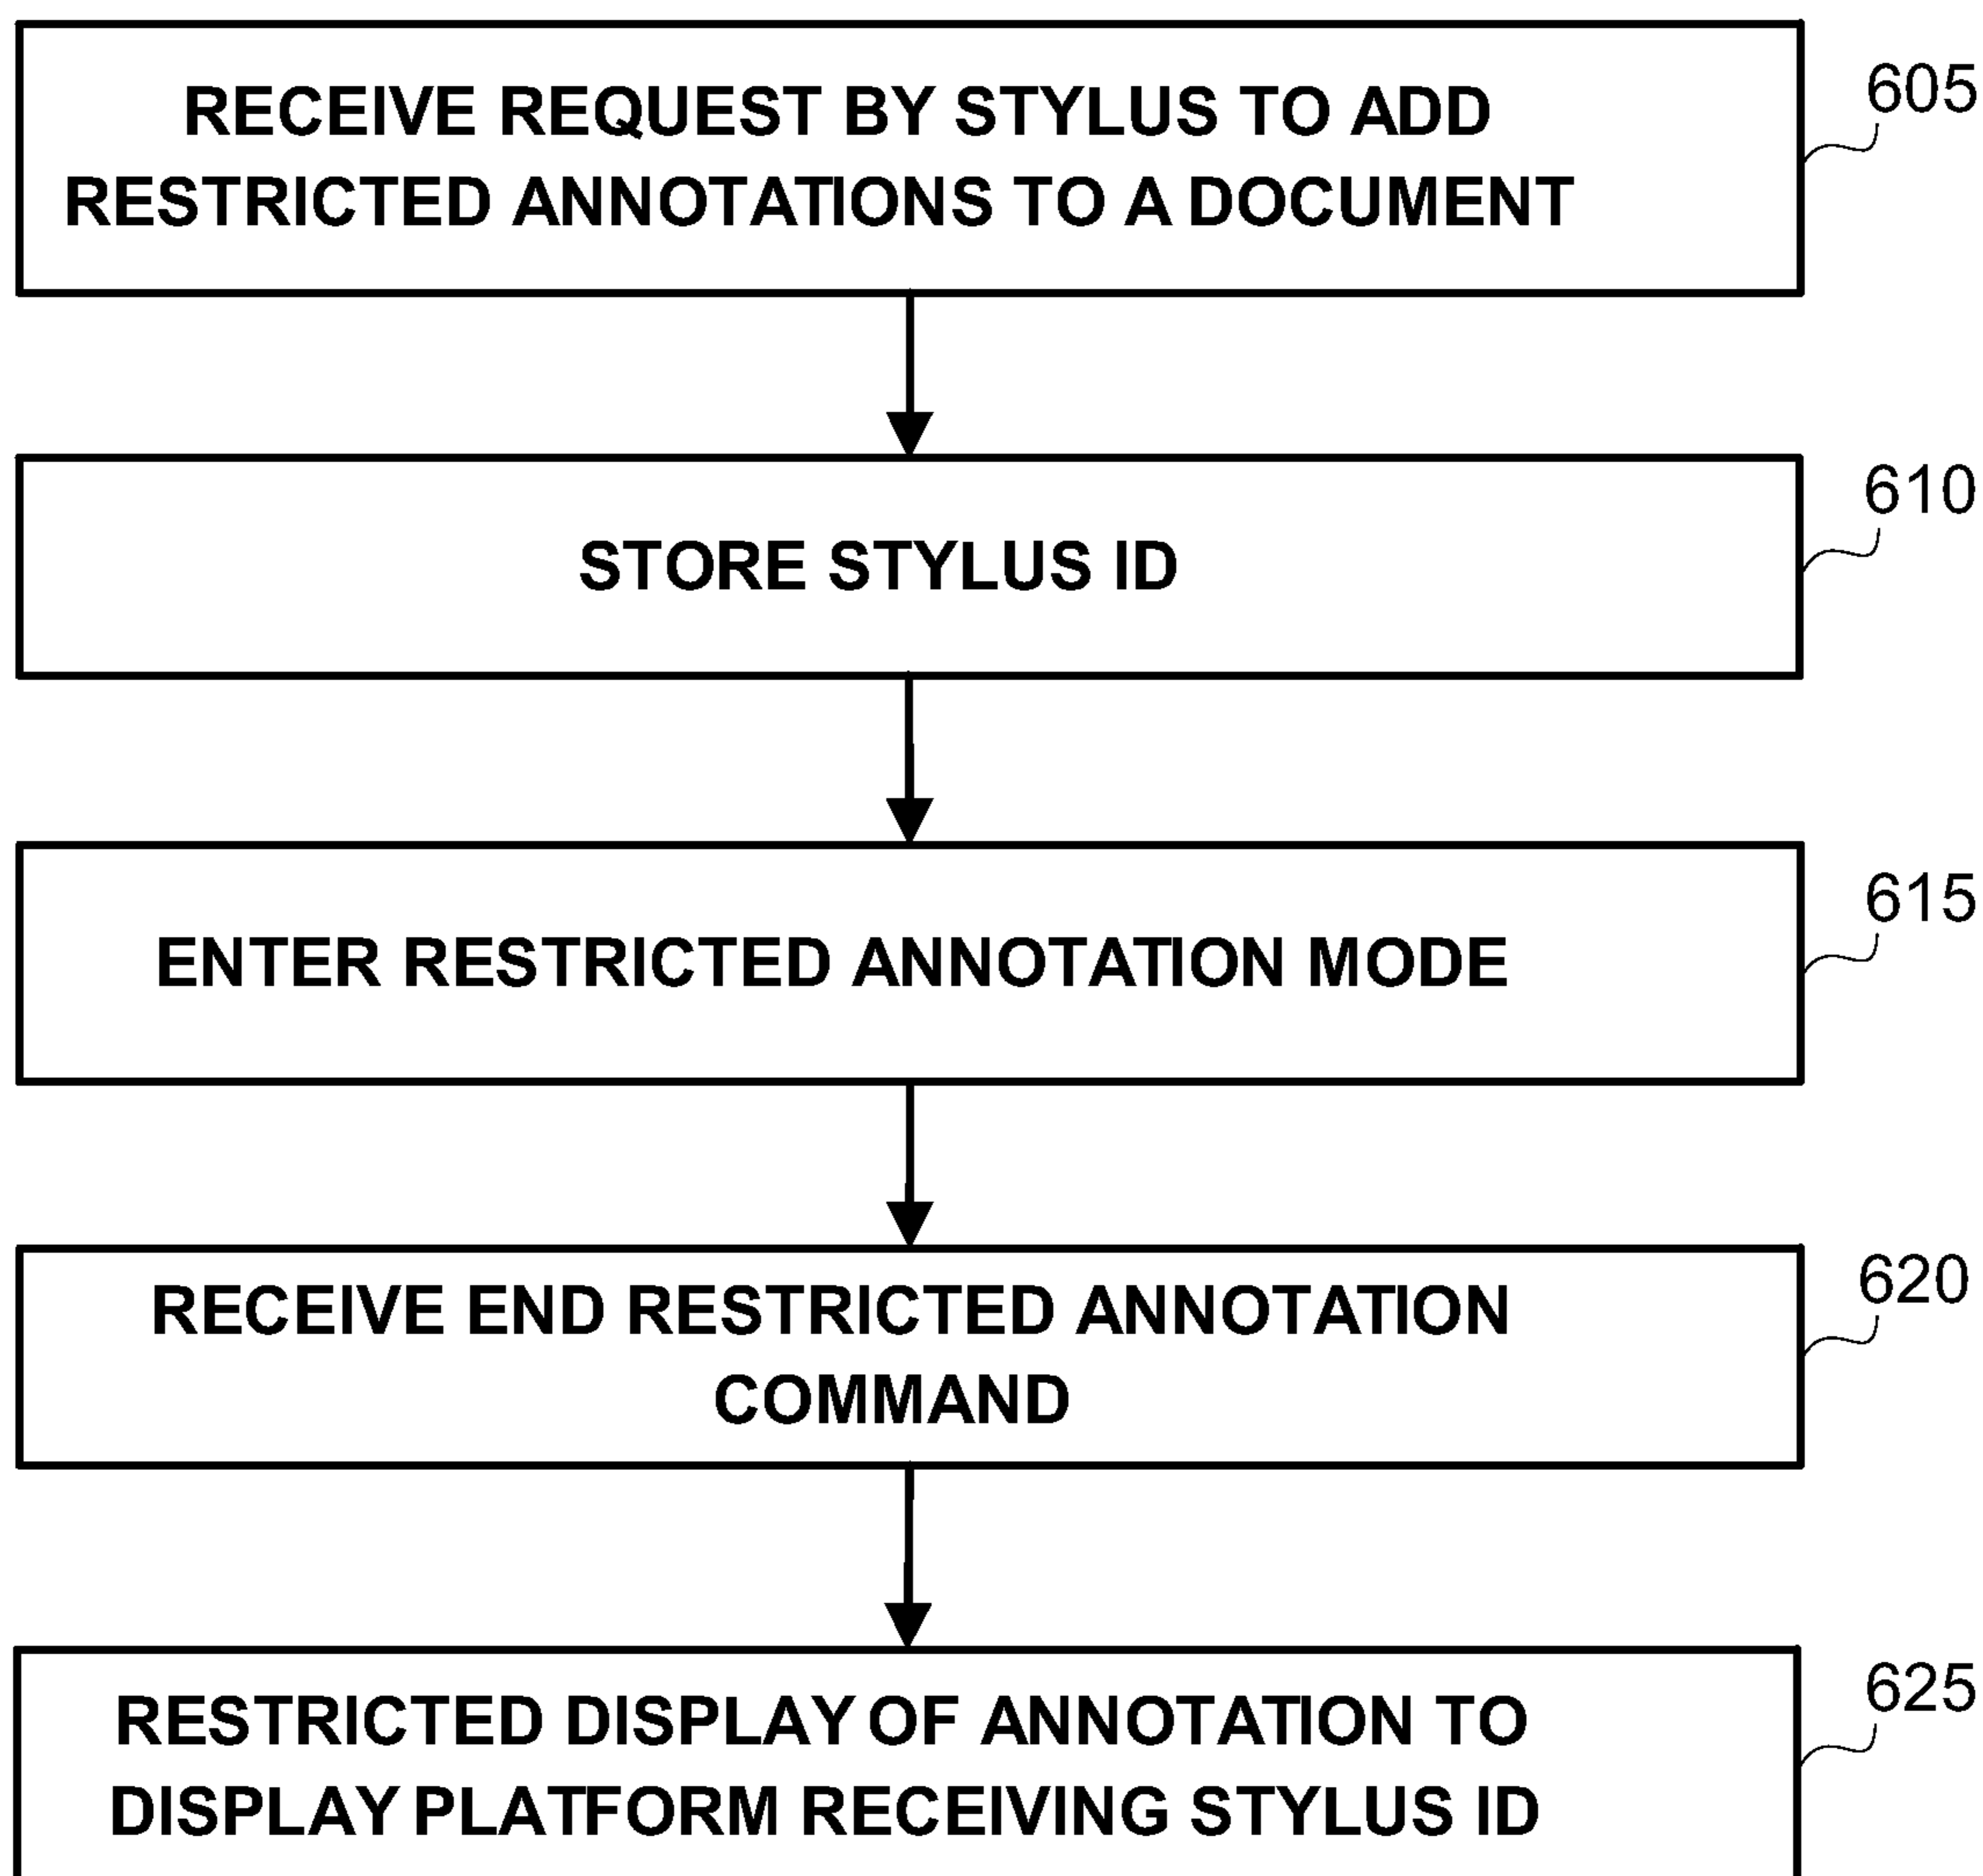 RECEIVE REQUEST BY STYLUS TO ADD
RESTRICTED ANNOTATIONS TO A DOCUMENT
605
STORE STYLUS ID
610
ENTER RESTRICTED ANNOTATION MODE
615
RECEIVE END RESTRICTED ANNOTATION
COMMAND
620
RESTRICTED DISPLAY OF ANNOTATION TO
DISPLAY PLATFORM RECEIVING STYLUS ID
625